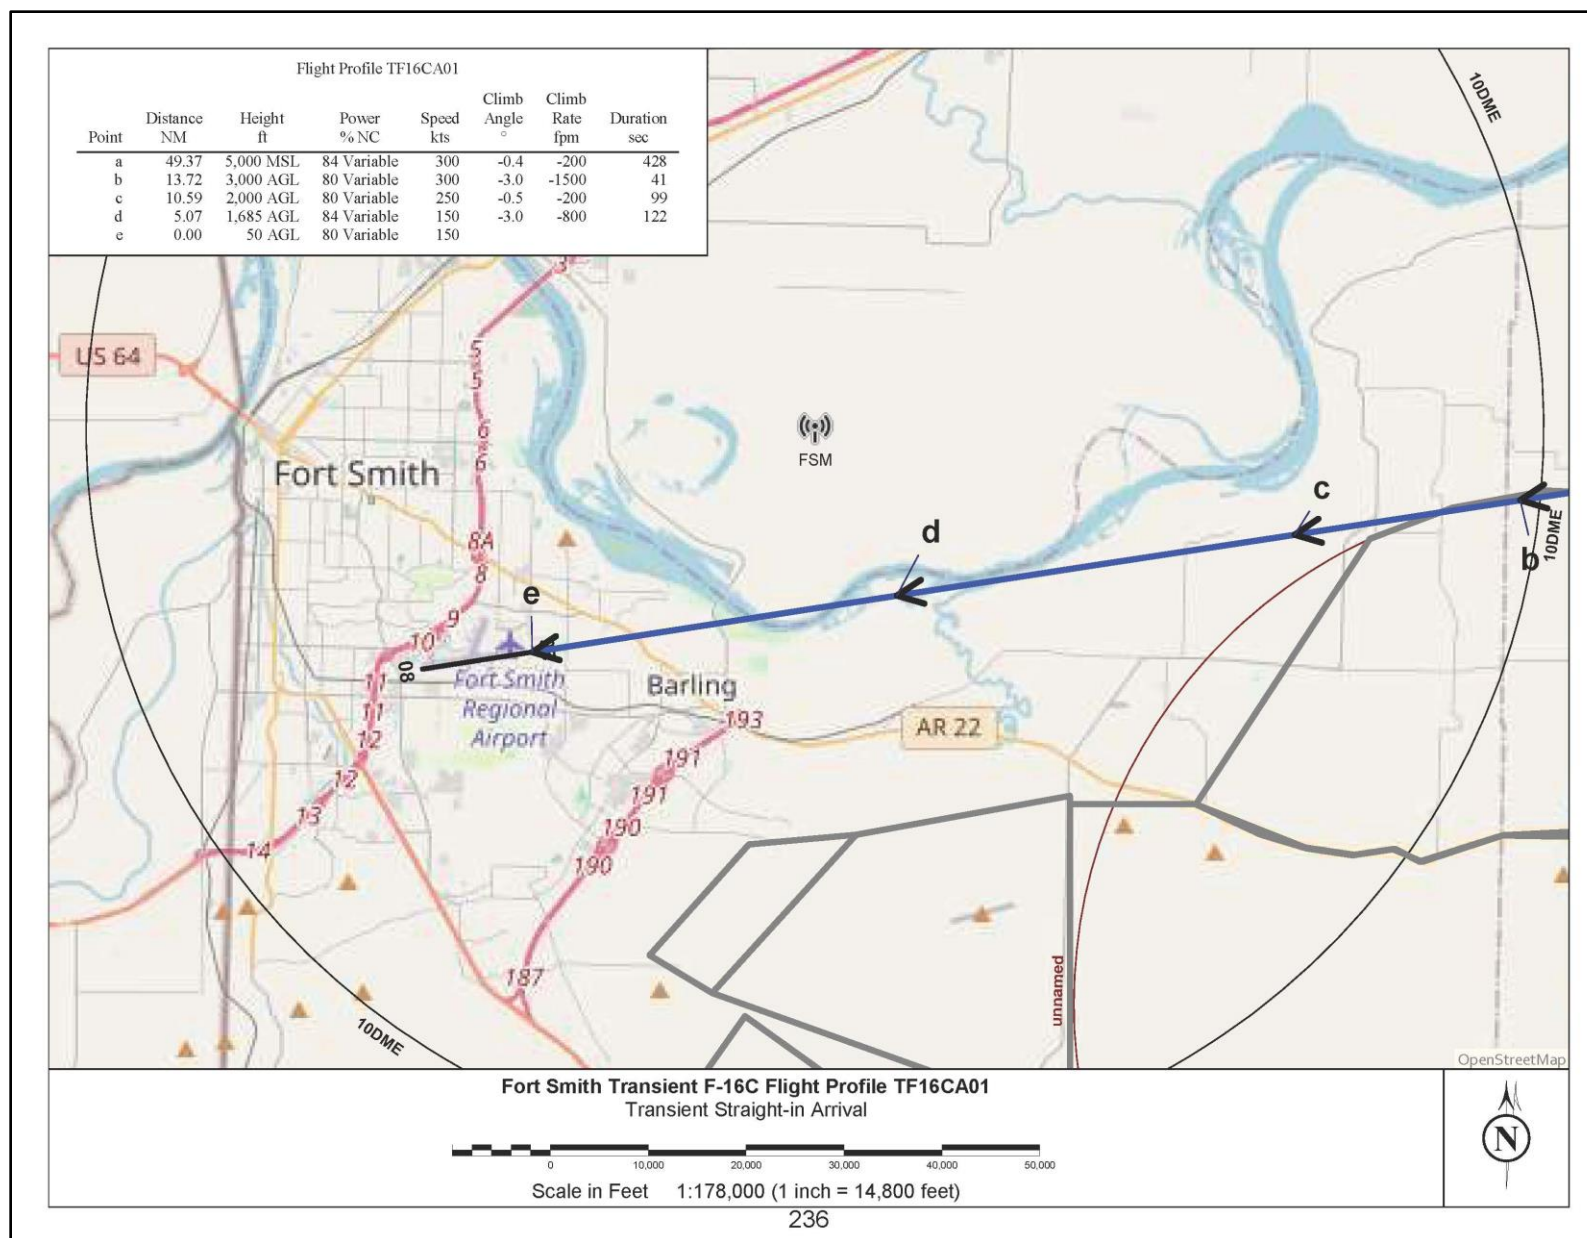 Flight Profile TF16CA01
Climb Climb
Distance Height Power Speed Angle Rate Duration
Point NM ft % NC kts ° fpm sec
a 49.37 5,000 MSL 84 Variable 300 -0.4 -200 428
b 13.72 3,000 AGL 80 Variable 300 -3.0 -1500 41
c 10.59 2,000 AGL 80 Variable 250 -0.5 -200 99
d 5.07 1,685 AGL 84 Variable 150 -3.0 -800 122
e 0.00 50 AGL 80 Variable 150
10DME
3
US 64
5
5
6
6
FSM
Fort Smith
c
d
b
10DME
8A
8
e
9
10
08
Fort Smith
Regional
Airport
Barling
11
11
12
12
13
14
193
AR 22
191
191
190
190
187
unnamed
10DME
OpenStreetMap
Fort Smith Transient F-16C Flight Profile TF16CA01
Transient Straight-in Arrival
0 10,000 20,000 30,000 40,000 50,000
Scale in Feet 1:178,000 (1 inch = 14,800 feet)
N
236